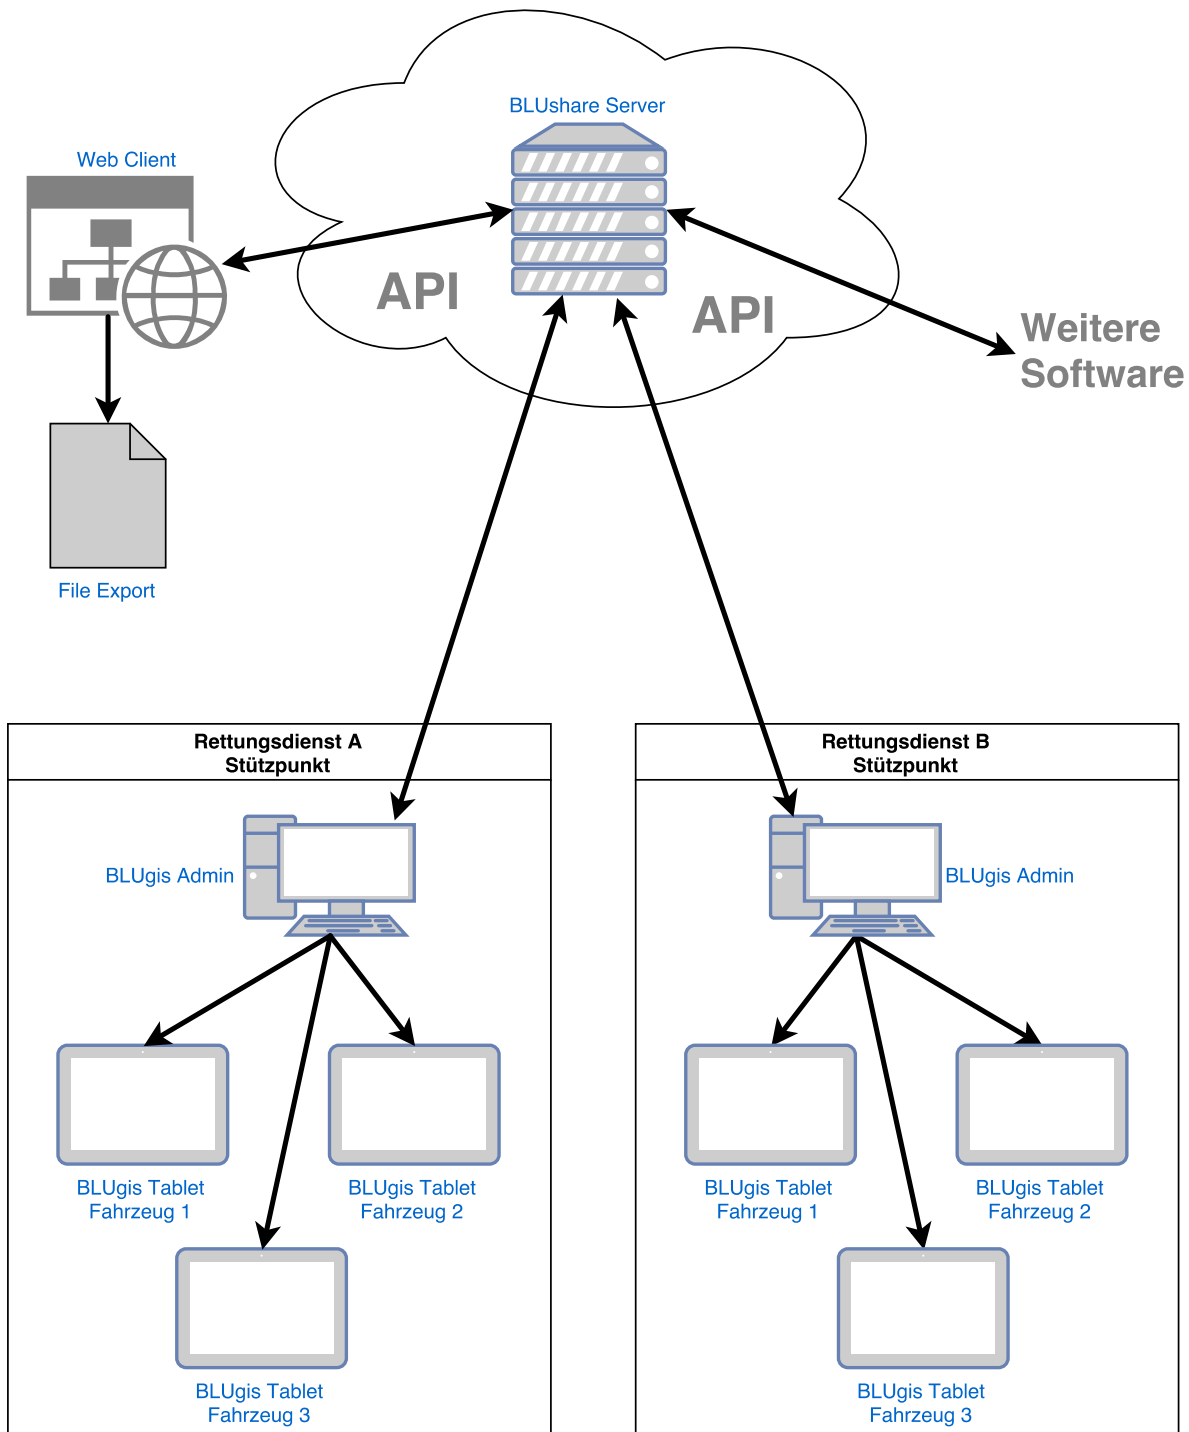 BLUshare Server
Web Client
API
API
Weitere
Software
File Export
Rettungsdienst A
Stützpunkt
BLUgis Admin
BLUgis Tablet
Fahrzeug 1
BLUgis Tablet
Fahrzeug 2
BLUgis Tablet
Fahrzeug 3
Rettungsdienst B
Stützpunkt
BLUgis Admin
BLUgis Tablet
Fahrzeug 1
BLUgis Tablet
Fahrzeug 2
BLUgis Tablet
Fahrzeug 3